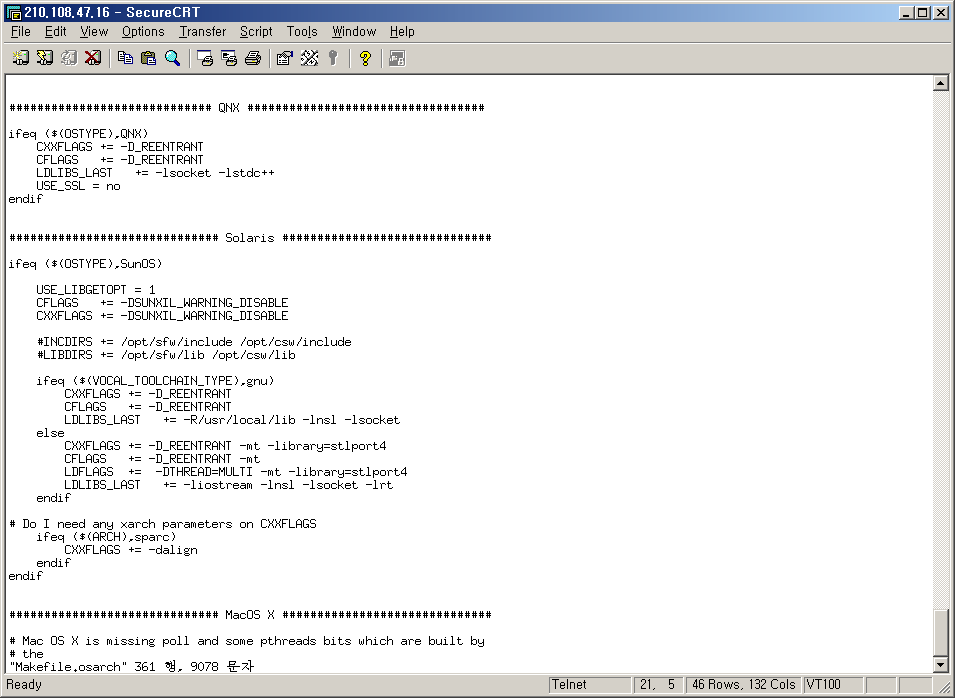 210.108.47.16 - SecureCRT
File Edit View Options Transfer Script Tools Window Help
############################# QNX ##################################
ifeq ($(OSTYPE),QNX)
    CXXFLAGS += -D_REENTRANT
    CFLAGS   += -D_REENTRANT
    LDLIBS_LAST   += -lsocket -lstdc++
    USE_SSL = no
endif
############################## Solaris ##############################
ifeq ($(OSTYPE),SunOS)
    USE_LIBGETOPT = 1
    CFLAGS   += -DSUNXIL_WARNING_DISABLE
    CXXFLAGS += -DSUNXIL_WARNING_DISABLE
    #INCDIRS += /opt/sfw/include /opt/csw/include
    #LIBDIRS += /opt/sfw/lib /opt/csw/lib
    ifeq ($(VOCAL_TOOLCHAIN_TYPE),gnu)
        CXXFLAGS += -D_REENTRANT
        CFLAGS   += -D_REENTRANT
        LDLIBS_LAST   += -R/usr/local/lib -lnsl -lsocket
    else
        CXXFLAGS += -D_REENTRANT -mt -library=stlport4
        CFLAGS   += -D_REENTRANT -mt
        LDFLAGS  +=  -DTHREAD=MULTI -mt -library=stlport4
        LDLIBS_LAST   += -liostream -lnsl -lsocket -lrt
    endif
# Do I need any xarch parameters on CXXFLAGS
    ifeq ($(ARCH),sparc)
        CXXFLAGS += -dalign
    endif
endif
############################## MacOS X ##############################
# Mac OS X is missing poll and some pthreads bits which are built by
# the
"Makefile.osarch" 361 행, 9078 문자
Ready Telnet 21, 5 46 Rows, 132 Cols VT100